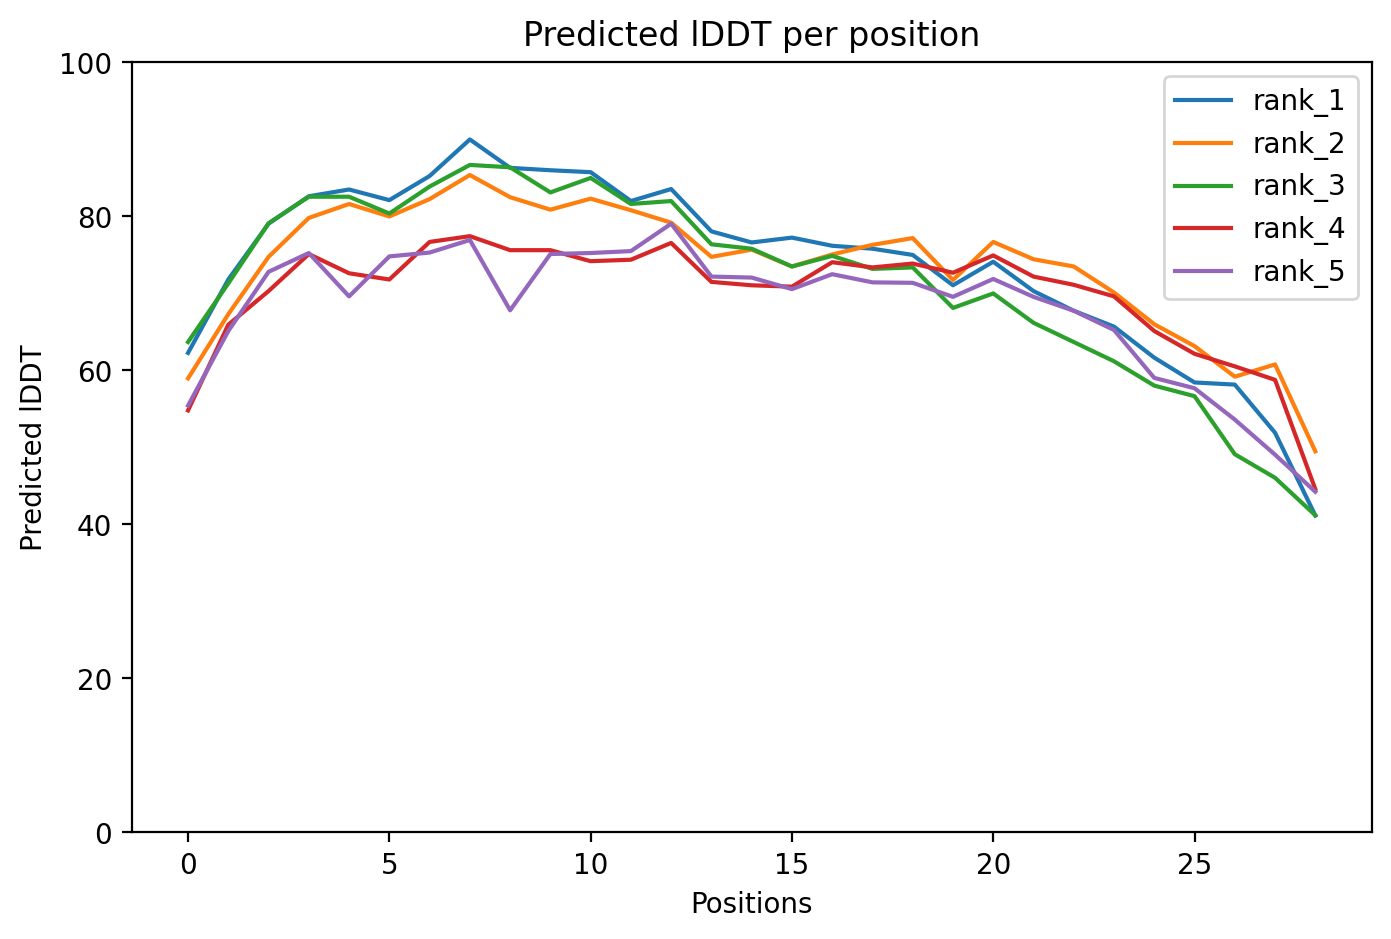 Predicted lDDT per position
100
80
60
40
20
0
Predicted lDDT
rank_1
rank_2
rank_3
rank_4
rank_5
0 5 10 15 20 25
Positions